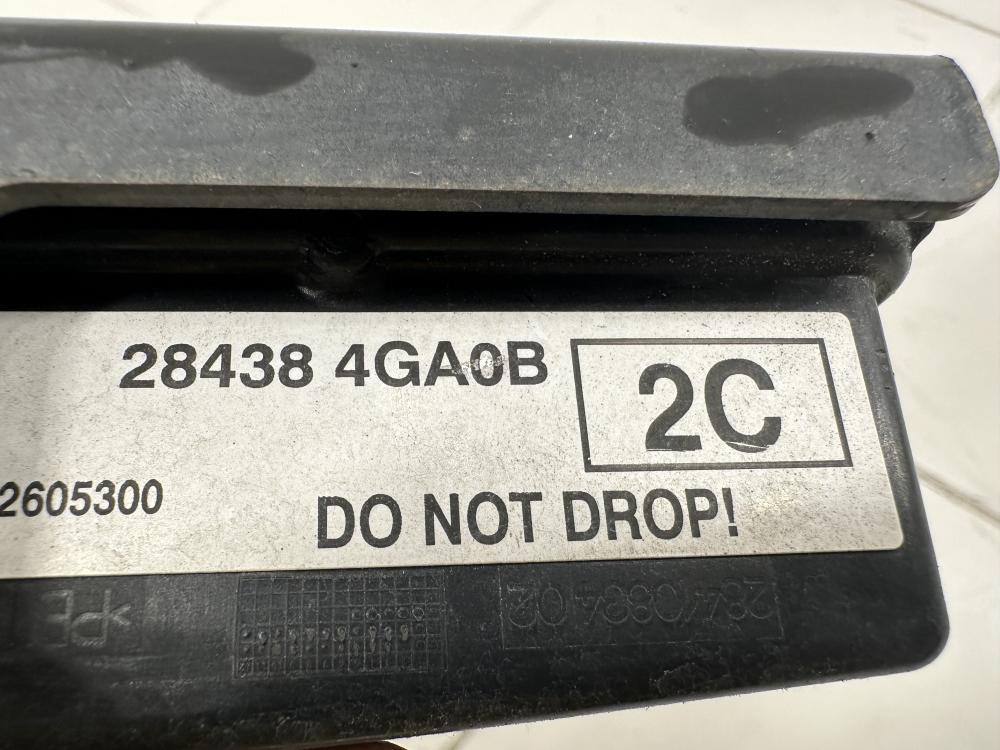 28438 4GA0B
2C
2605300
DO NOT DROP!